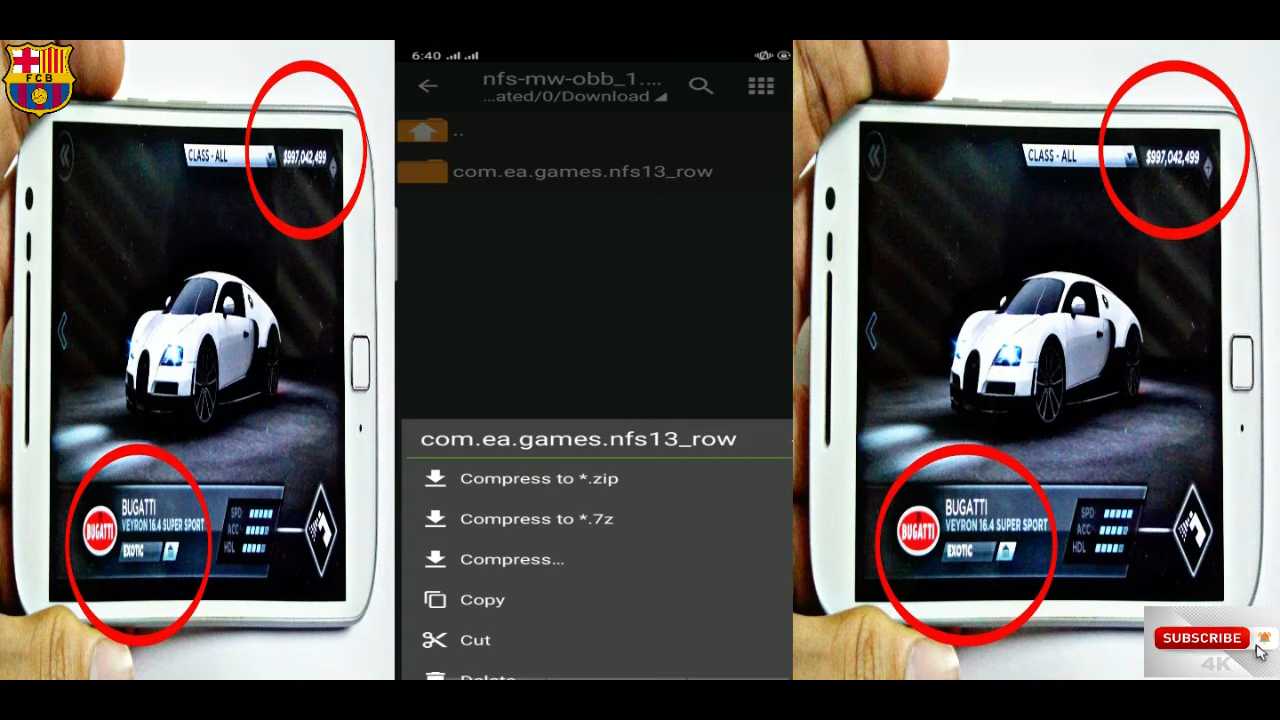 FCB
CLASS - ALL
$997,042,499
BUGATTI
BUGATTI
VEYRON 16.4 SUPER SPORT
EXOTIC
SPD
ACC
HDL
6:40
nfs-mw-obb_1....
...ated/0/Download
..
com.ea.games.nfs13_row
com.ea.games.nfs13_row
Compress to *.zip
Compress to *.7z
Compress...
Copy
Cut
Delete
CLASS - ALL
$997,042,499
BUGATTI
BUGATTI
VEYRON 16.4 SUPER SPORT
EXOTIC
SPD
ACC
HDL
SUBSCRIBE
4K